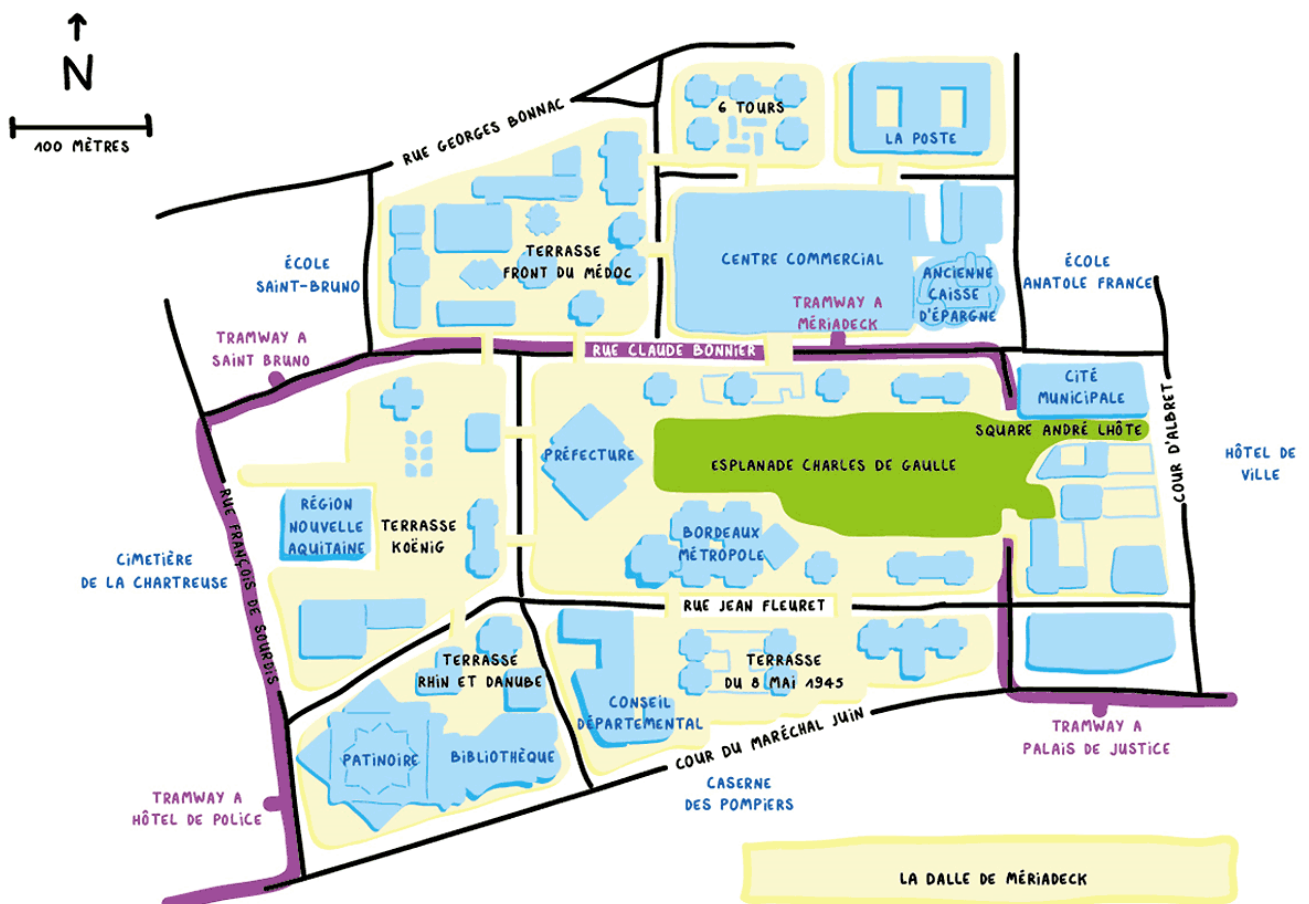 N
100 MÈTRES
RUE GEORGES BONNAC
6 TOURS
LA POSTE
ÉCOLE
SAINT-BRUNO
TERRASSE
FRONT DU MÉDOC
CENTRE COMMERCIAL
ANCIENNE
CAISSE
D'ÉPARGNE
ÉCOLE
ANATOLE FRANCE
TRAMWAY A
MÉRIADECK
TRAMWAY A
SAINT BRUNO
RUE CLAUDE BONNIER
CITÉ
MUNICIPALE
SQUARE ANDRÉ LHÔTE
COUR D'ALBRET
HÔTEL DE
VILLE
PRÉFECTURE
ESPLANADE CHARLES DE GAULLE
RÉGION
NOUVELLE
AQUITAINE
TERRASSE
KOËNIG
BORDEAUX
MÉTROPOLE
CIMETIÈRE
DE LA CHARTREUSE
RUE FRANÇOIS DE SOURDIS
RUE JEAN FLEURET
TERRASSE
RHIN ET DANUBE
TERRASSE
DU 8 MAI 1945
CONSEIL
DÉPARTEMENTAL
COUR DU MARÉCHAL JUIN
PATINOIRE
BIBLIOTHÈQUE
TRAMWAY A
PALAIS DE JUSTICE
CASERNE
DES POMPIERS
TRAMWAY A
HÔTEL DE POLICE
LA DALLE DE MÉRIADECK